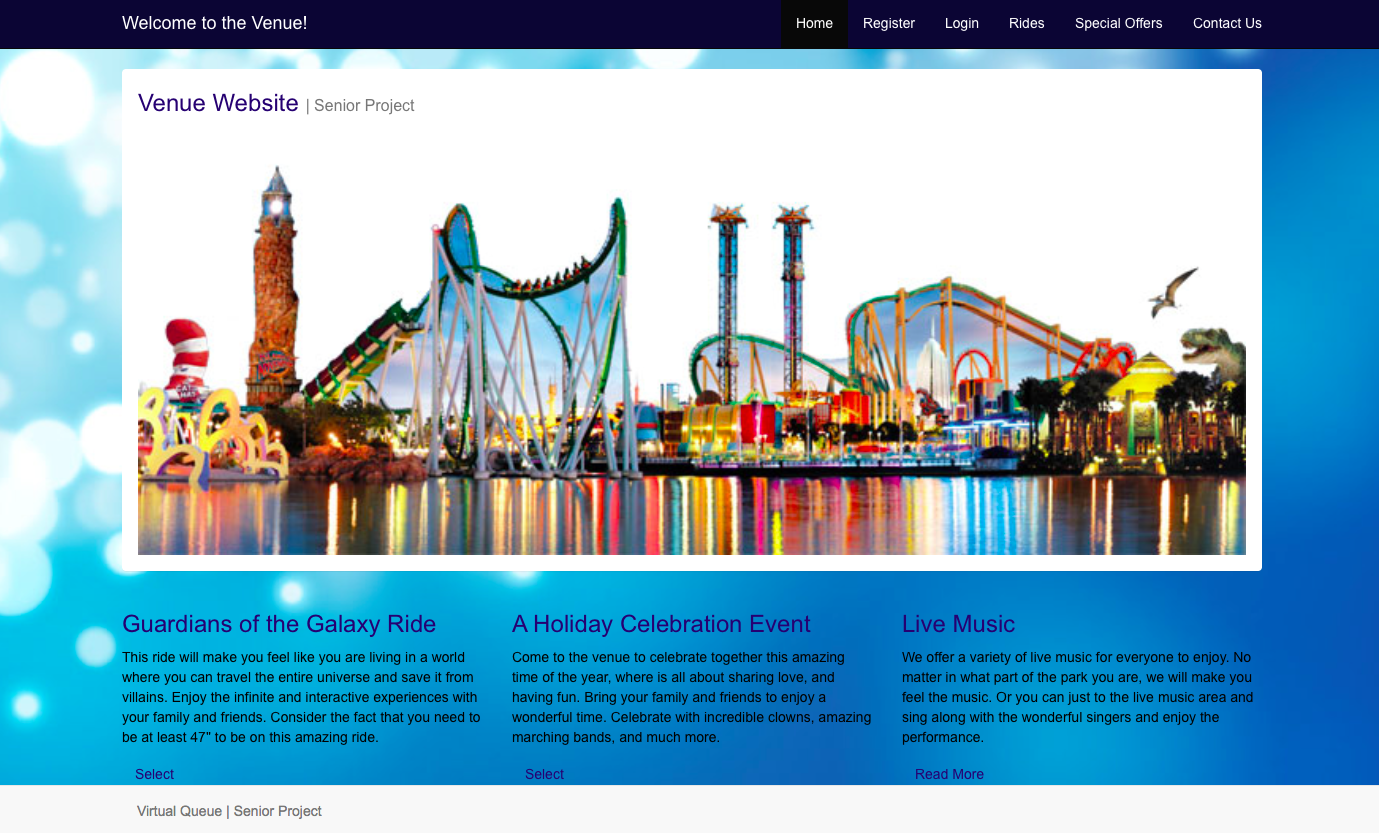 Welcome to the Venue!
Home Register Login Rides Special Offers Contact Us
Venue Website | Senior Project
CAT
HAT
Guardians of the Galaxy Ride
This ride will make you feel like you are living in a world
where you can travel the entire universe and save it from
villains. Enjoy the infinite and interactive experiences with
your family and friends. Consider the fact that you need to
be at least 47” to be on this amazing ride.
Select
A Holiday Celebration Event
Come to the venue to celebrate together this amazing
time of the year, where is all about sharing love, and
having fun. Bring your family and friends to enjoy a
wonderful time. Celebrate with incredible clowns, amazing
marching bands, and much more.
Select
Live Music
We offer a variety of live music for everyone to enjoy. No
matter in what part of the park you are, we will make you
feel the music. Or you can just to the live music area and
sing along with the wonderful singers and enjoy the
performance.
Read More
Virtual Queue | Senior Project